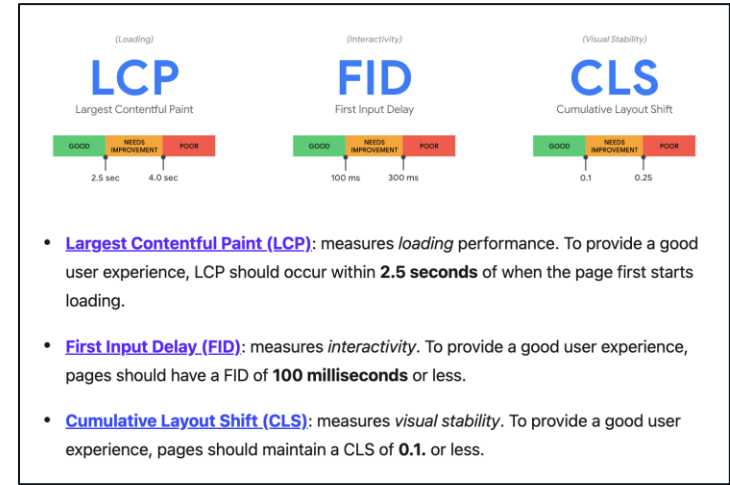 (Loading)
LCP
Largest Contentful Paint
GOOD
NEEDS
IMPROVEMENT
POOR
2.5 sec
4.0 sec
(Interactivity)
FID
First Input Delay
GOOD
NEEDS
IMPROVEMENT
POOR
100 ms
300 ms
(Visual Stability)
CLS
Cumulative Layout Shift
GOOD
NEEDS
IMPROVEMENT
POOR
0.1
0.25
• Largest Contentful Paint (LCP): measures loading performance. To provide a good
user experience, LCP should occur within 2.5 seconds of when the page first starts
loading.
• First Input Delay (FID): measures interactivity. To provide a good user experience,
pages should have a FID of 100 milliseconds or less.
• Cumulative Layout Shift (CLS): measures visual stability. To provide a good user
experience, pages should maintain a CLS of 0.1. or less.